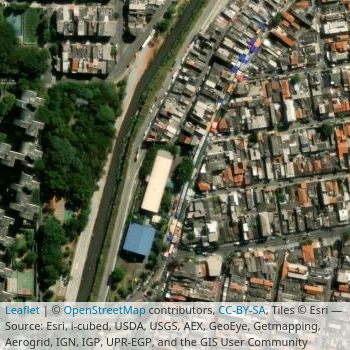 Leaflet | © OpenStreetMap contributors, CC-BY-SA, Tiles © Esri —
Source: Esri, i-cubed, USDA, USGS, AEX, GeoEye, Getmapping,
Aerogrid, IGN, IGP, UPR-EGP, and the GIS User Community